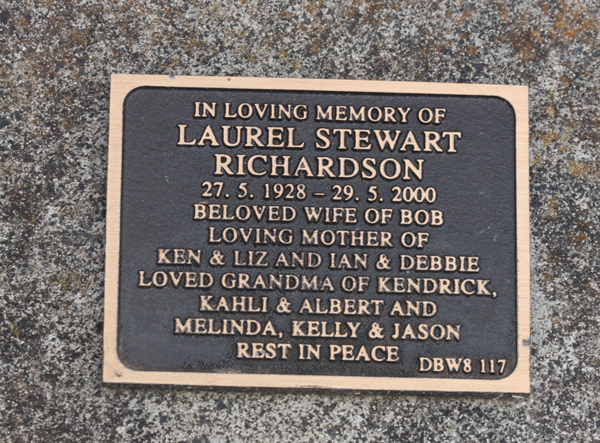 IN LOVING MEMORY OF
LAUREL STEWART
RICHARDSON
27. 5. 1928 – 29. 5. 2000
BELOVED WIFE OF BOB
LOVING MOTHER OF
KEN & LIZ AND IAN & DEBBIE
LOVED GRANDMA OF KENDRICK,
KAHLI & ALBERT AND
MELINDA, KELLY & JASON
REST IN PEACE
DBW8 117